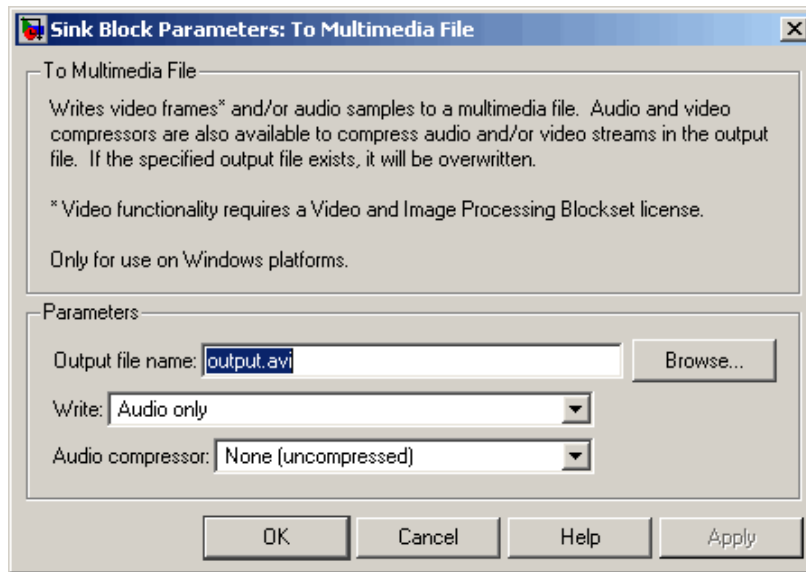 Sink Block Parameters: To Multimedia File
To Multimedia File
Writes video frames* and/or audio samples to a multimedia file.  Audio and video
compressors are also available to compress audio and/or video streams in the output
file.  If the specified output file exists, it will be overwritten.
* Video functionality requires a Video and Image Processing Blockset license.
Only for use on Windows platforms.
Parameters
Output file name: output.avi Browse...
Write: Audio only
Audio compressor: None (uncompressed)
OK Cancel Help Apply